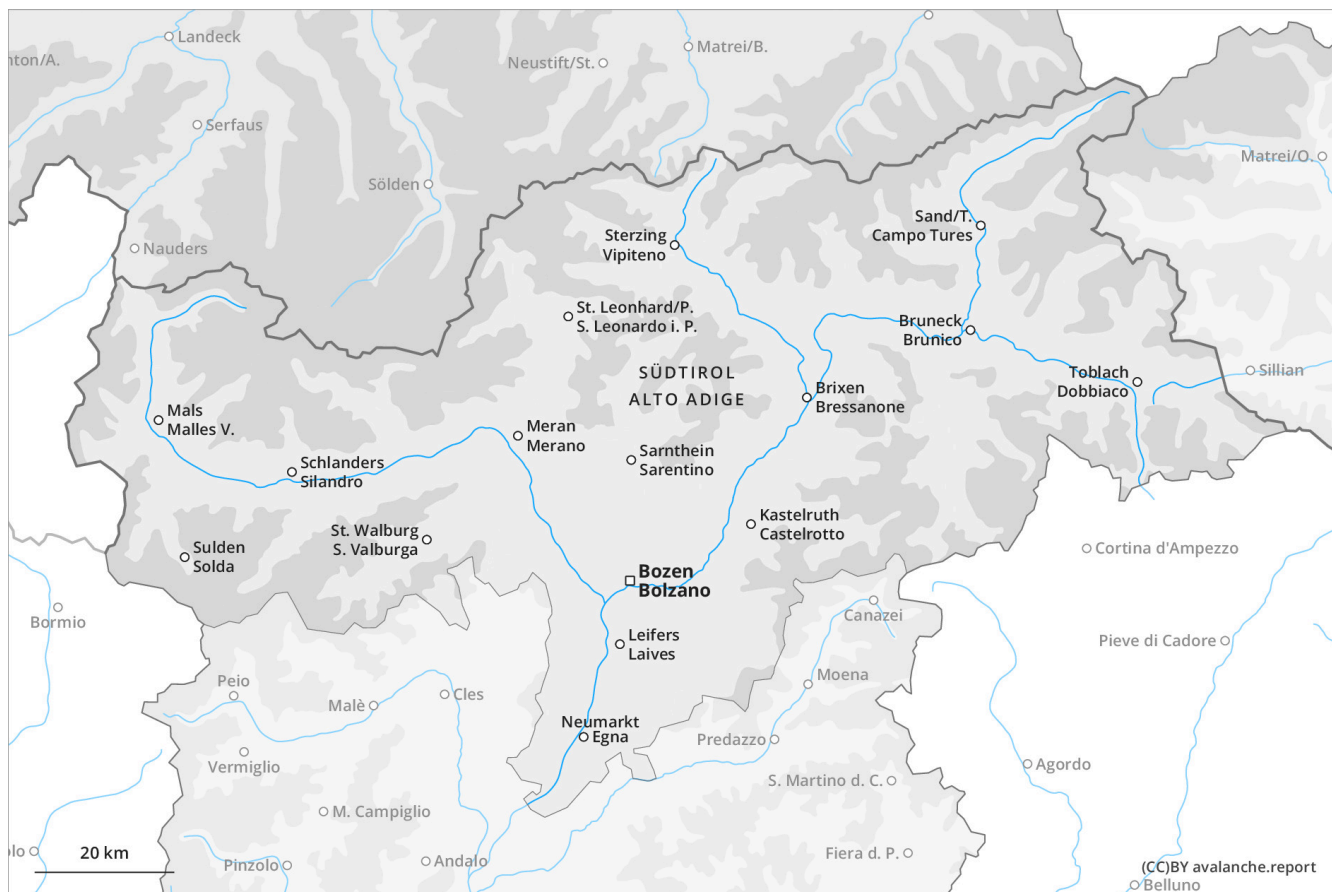 Landeck
nton/A.
Neustift/St.
Matrei/B.
Serfaus
Matrei/O.
Sölden
Sand/T.
Campo Tures
Nauders
Sterzing
Vipiteno
St. Leonhard/P.
S. Leonardo i. P.
Bruneck
Brunico
SÜDTIROL
ALTO ADIGE
Toblach
Dobbiaco
Sillian
Brixen
Bressanone
Mals
Malles V.
Meran
Merano
Schlanders
Silandro
Sarnthein
Sarentino
Kastelruth
Castelrotto
St. Walburg
S. Valburga
Sulden
Solda
Cortina d'Ampezzo
Bozen
Bolzano
Bormio
Canazei
Leifers
Laives
Pieve di Cadore
Peio
Malè
Cles
Moena
Neumarkt
Egna
Predazzo
Vermiglio
Agordo
S. Martino d. C.
M. Campiglio
olo
20 km
Pinzolo
Andalo
Fiera d. P.
(CC)BY avalanche.report
Belluno